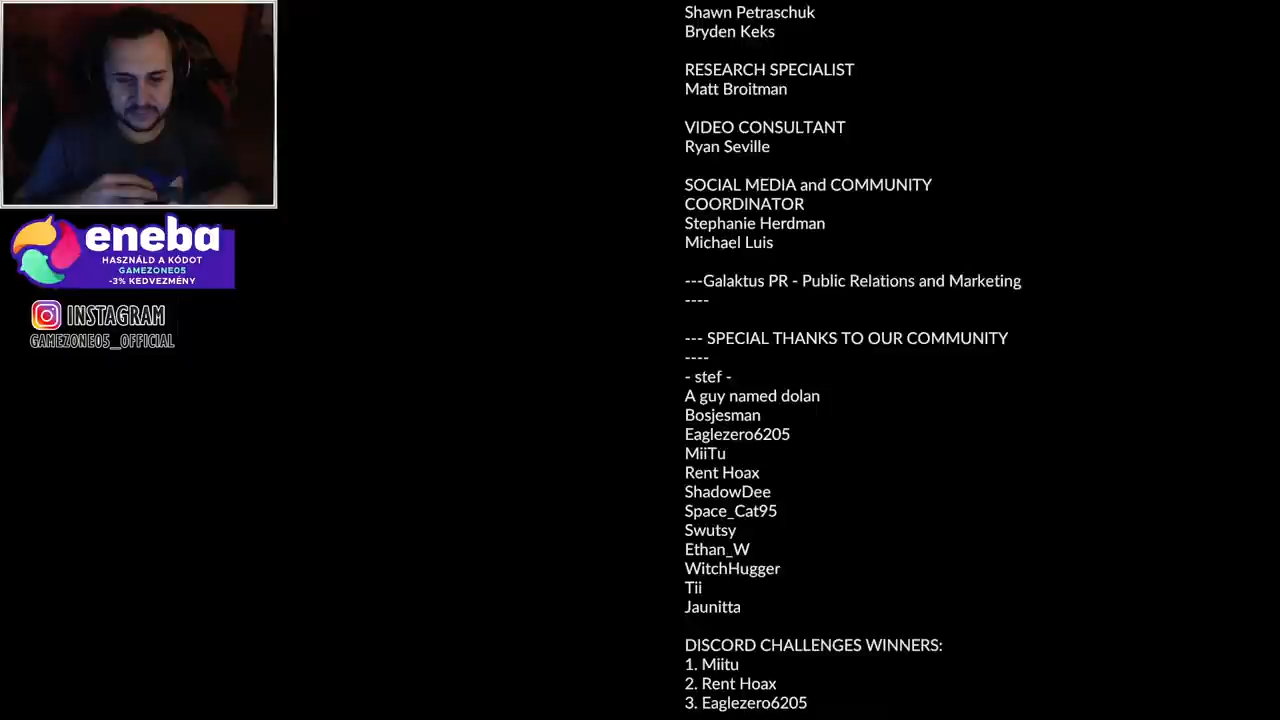 eneba
HASZNÁLD A KÓDOT
GAMEZONE05
-3% KEDVEZMÉNY
INSTAGRAM
GAMEZONE05_OFFICIAL
Shawn Petraschuk
Bryden Keks
RESEARCH SPECIALIST
Matt Broitman
VIDEO CONSULTANT
Ryan Seville
SOCIAL MEDIA and COMMUNITY
COORDINATOR
Stephanie Herdman
Michael Luis
---Galaktus PR - Public Relations and Marketing
----
--- SPECIAL THANKS TO OUR COMMUNITY
----
- stef -
A guy named dolan
Bosjesman
Eaglezero6205
MiiTu
Rent Hoax
ShadowDee
Space_Cat95
Swutsy
Ethan_W
WitchHugger
Tii
Jaunitta
DISCORD CHALLENGES WINNERS:
1. Miitu
2. Rent Hoax
3. Eaglezero6205